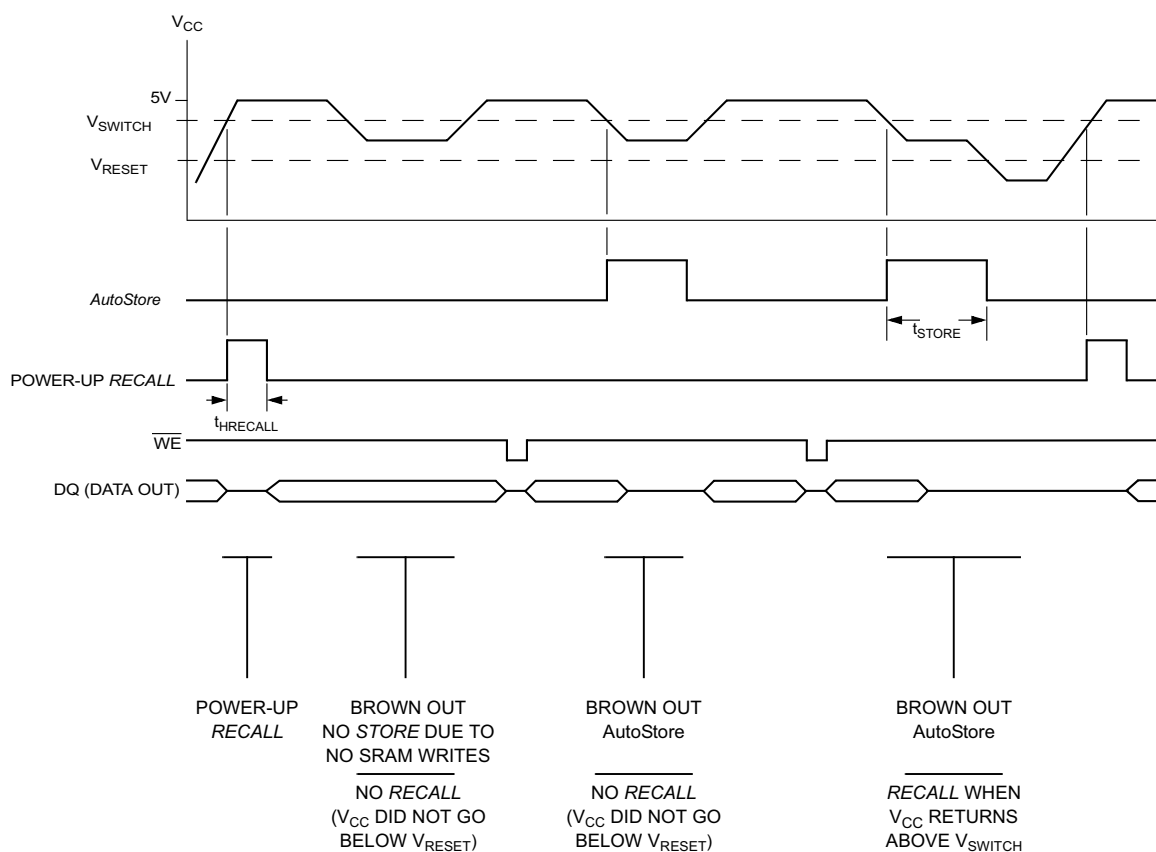 VCC
5V
VSWITCH
VRESET
AutoStore
tSTORE
POWER-UP RECALL
tHRECALL
WE
DQ (DATA OUT)
POWER-UP
RECALL
BROWN OUT
NO STORE DUE TO
NO SRAM WRITES
NO RECALL
(VCC DID NOT GO
BELOW VRESET)
BROWN OUT
AutoStore
NO RECALL
(VCC DID NOT GO
BELOW VRESET)
BROWN OUT
AutoStore
RECALL WHEN
VCC RETURNS
ABOVE VSWITCH